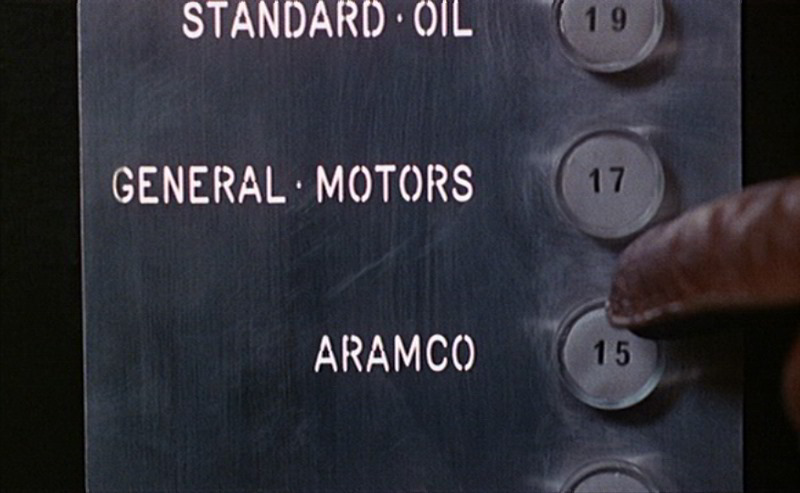 STANDARD·OIL 19
GENERAL·MOTORS 17
ARAMCO 15